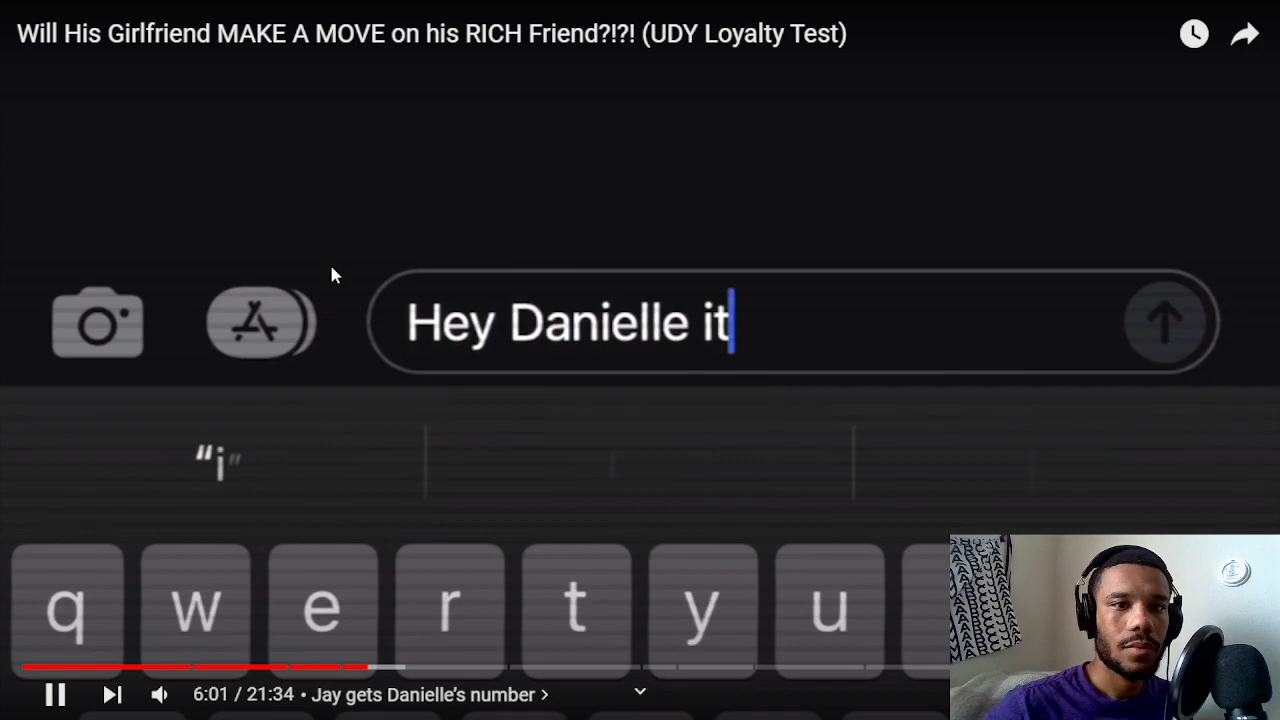 Will His Girlfriend MAKE A MOVE on his RICH Friend?!?! (UDY Loyalty Test)
Hey Danielle it
“i”
q w e r t y u
6:01 / 21:34 • Jay gets Danielle's number ›